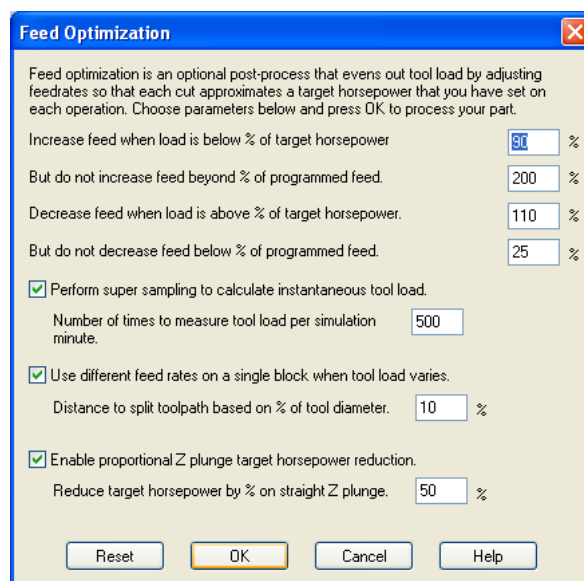 Feed Optimization
Feed optimization is an optional post-process that evens out tool load by adjusting
feedrates so that each cut approximates a target horsepower that you have set on
each operation. Choose parameters below and press OK to process your part.
Increase feed when load is below % of target horsepower 90 %
But do not increase feed beyond % of programmed feed. 200 %
Decrease feed when load is above % of target horsepower. 110 %
But do not decrease feed below % of programmed feed. 25 %
Perform super sampling to calculate instantaneous tool load.
Number of times to measure tool load per simulation 500
minute.
Use different feed rates on a single block when tool load varies.
Distance to split toolpath based on % of tool diameter. 10 %
Enable proportional Z plunge target horsepower reduction.
Reduce target horsepower by % on straight Z plunge. 50 %
Reset OK Cancel Help